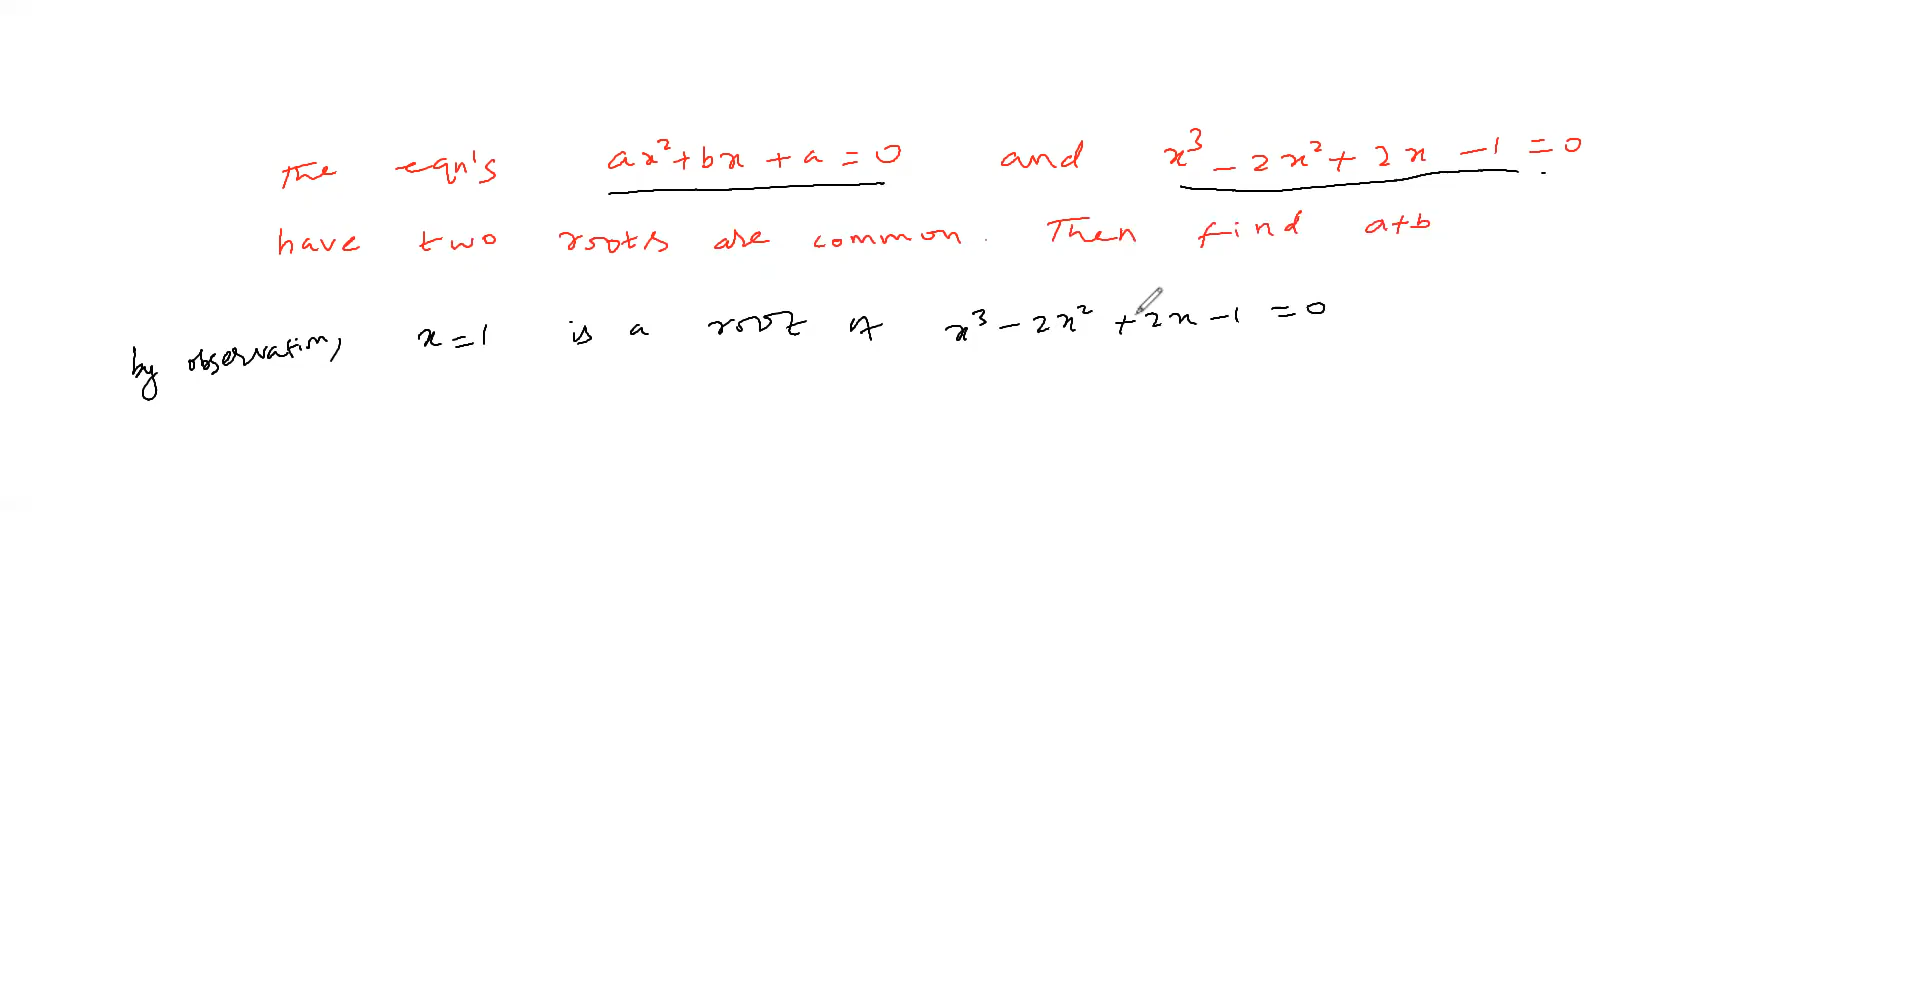 The eqn's ax²+bx+a=0 and x³-2x²+2x-1=0
have two roots are common. Then find a+b
by observation, x=1 is a root of x³-2x²+2x-1=0